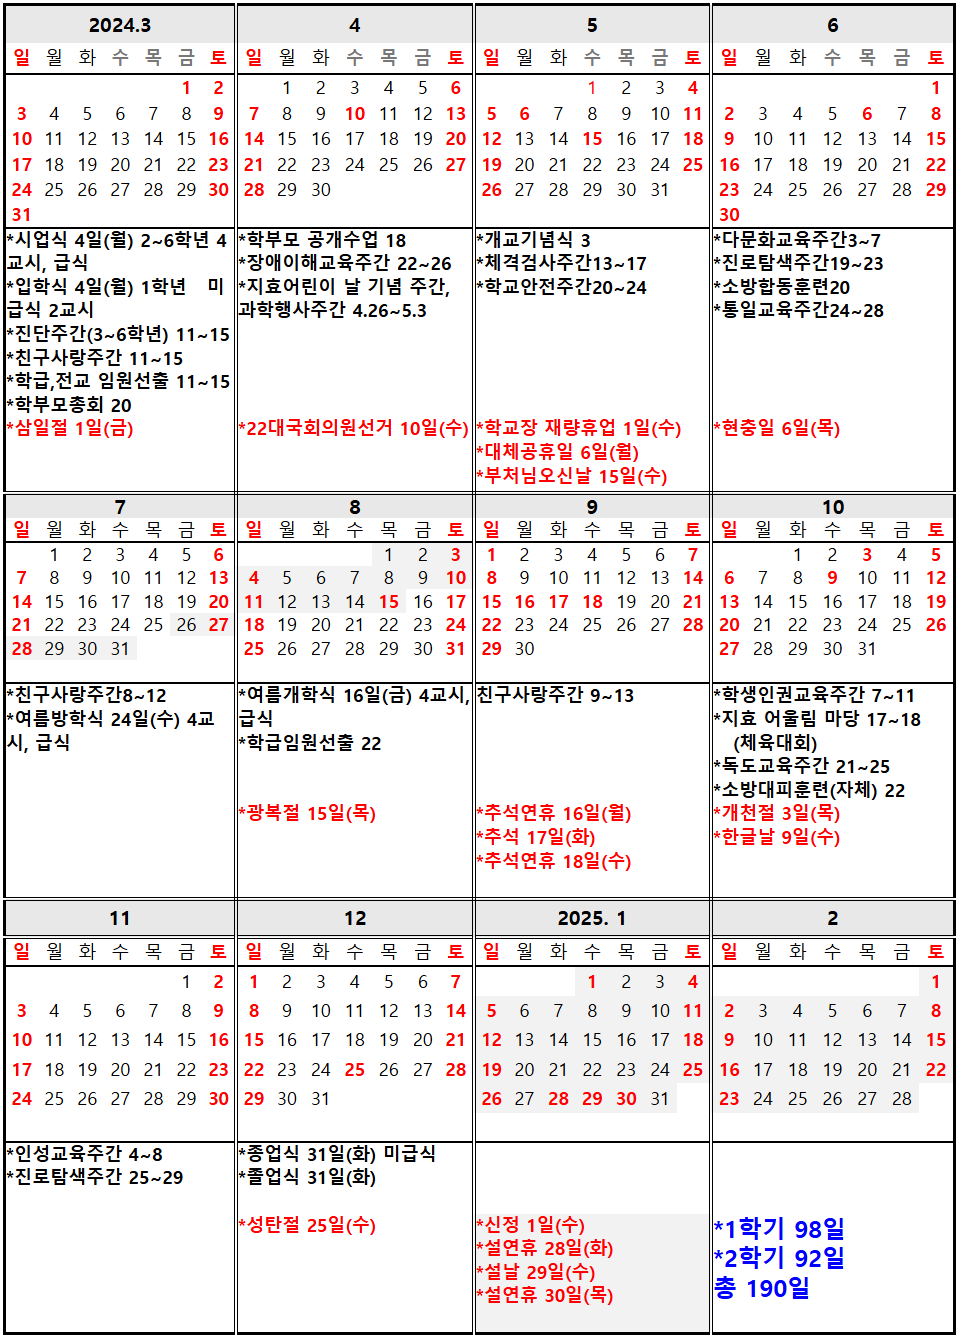 2024.3
일 월 화 수 목 금 토
1 2
3 4 5 6 7 8 9
10 11 12 13 14 15 16
17 18 19 20 21 22 23
24 25 26 27 28 29 30
31
*시업식 4일(월) 2~6학년 4
교시, 급식
*입학식 4일(월) 1학년 미
급식 2교시
*진단주간(3~6학년) 11~15
*친구사랑주간 11~15
*학급,전교 임원선출 11~15
*학부모총회 20
*삼일절 1일(금)
4
일 월 화 수 목 금 토
1 2 3 4 5 6
7 8 9 10 11 12 13
14 15 16 17 18 19 20
21 22 23 24 25 26 27
28 29 30
*학부모 공개수업 18
*장애이해교육주간 22~26
*지효어린이 날 기념 주간,
과학행사주간 4.26~5.3
*22대국회의원선거 10일(수)
5
일 월 화 수 목 금 토
1 2 3 4
5 6 7 8 9 10 11
12 13 14 15 16 17 18
19 20 21 22 23 24 25
26 27 28 29 30 31
*개교기념식 3
*체격검사주간13~17
*학교안전주간20~24
*학교장 재량휴업 1일(수)
*대체공휴일 6일(월)
*부처님오신날 15일(수)
6
일 월 화 수 목 금 토
1
2 3 4 5 6 7 8
9 10 11 12 13 14 15
16 17 18 19 20 21 22
23 24 25 26 27 28 29
30
*다문화교육주간3~7
*진로탐색주간19~23
*소방합동훈련20
*통일교육주간24~28
*현충일 6일(목)
7
일 월 화 수 목 금 토
1 2 3 4 5 6
7 8 9 10 11 12 13
14 15 16 17 18 19 20
21 22 23 24 25 26 27
28 29 30 31
*친구사랑주간8~12
*여름방학식 24일(수) 4교
시, 급식
8
일 월 화 수 목 금 토
1 2 3
4 5 6 7 8 9 10
11 12 13 14 15 16 17
18 19 20 21 22 23 24
25 26 27 28 29 30 31
*여름개학식 16일(금) 4교시,
급식
*학급임원선출 22
*광복절 15일(목)
9
일 월 화 수 목 금 토
1 2 3 4 5 6 7
8 9 10 11 12 13 14
15 16 17 18 19 20 21
22 23 24 25 26 27 28
29 30
친구사랑주간 9~13
*추석연휴 16일(월)
*추석 17일(화)
*추석연휴 18일(수)
10
일 월 화 수 목 금 토
1 2 3 4 5
6 7 8 9 10 11 12
13 14 15 16 17 18 19
20 21 22 23 24 25 26
27 28 29 30 31
*학생인권교육주간 7~11
*지효 어울림 마당 17~18
(체육대회)
*독도교육주간 21~25
*소방대피훈련(자체) 22
*개천절 3일(목)
*한글날 9일(수)
11
일 월 화 수 목 금 토
1 2
3 4 5 6 7 8 9
10 11 12 13 14 15 16
17 18 19 20 21 22 23
24 25 26 27 28 29 30
*인성교육주간 4~8
*진로탐색주간 25~29
12
일 월 화 수 목 금 토
1 2 3 4 5 6 7
8 9 10 11 12 13 14
15 16 17 18 19 20 21
22 23 24 25 26 27 28
29 30 31
*종업식 31일(화) 미급식
*졸업식 31일(화)
*성탄절 25일(수)
2025. 1
일 월 화 수 목 금 토
1 2 3 4
5 6 7 8 9 10 11
12 13 14 15 16 17 18
19 20 21 22 23 24 25
26 27 28 29 30 31
*신정 1일(수)
*설연휴 28일(화)
*설날 29일(수)
*설연휴 30일(목)
2
일 월 화 수 목 금 토
1
2 3 4 5 6 7 8
9 10 11 12 13 14 15
16 17 18 19 20 21 22
23 24 25 26 27 28
*1학기 98일
*2학기 92일
총 190일